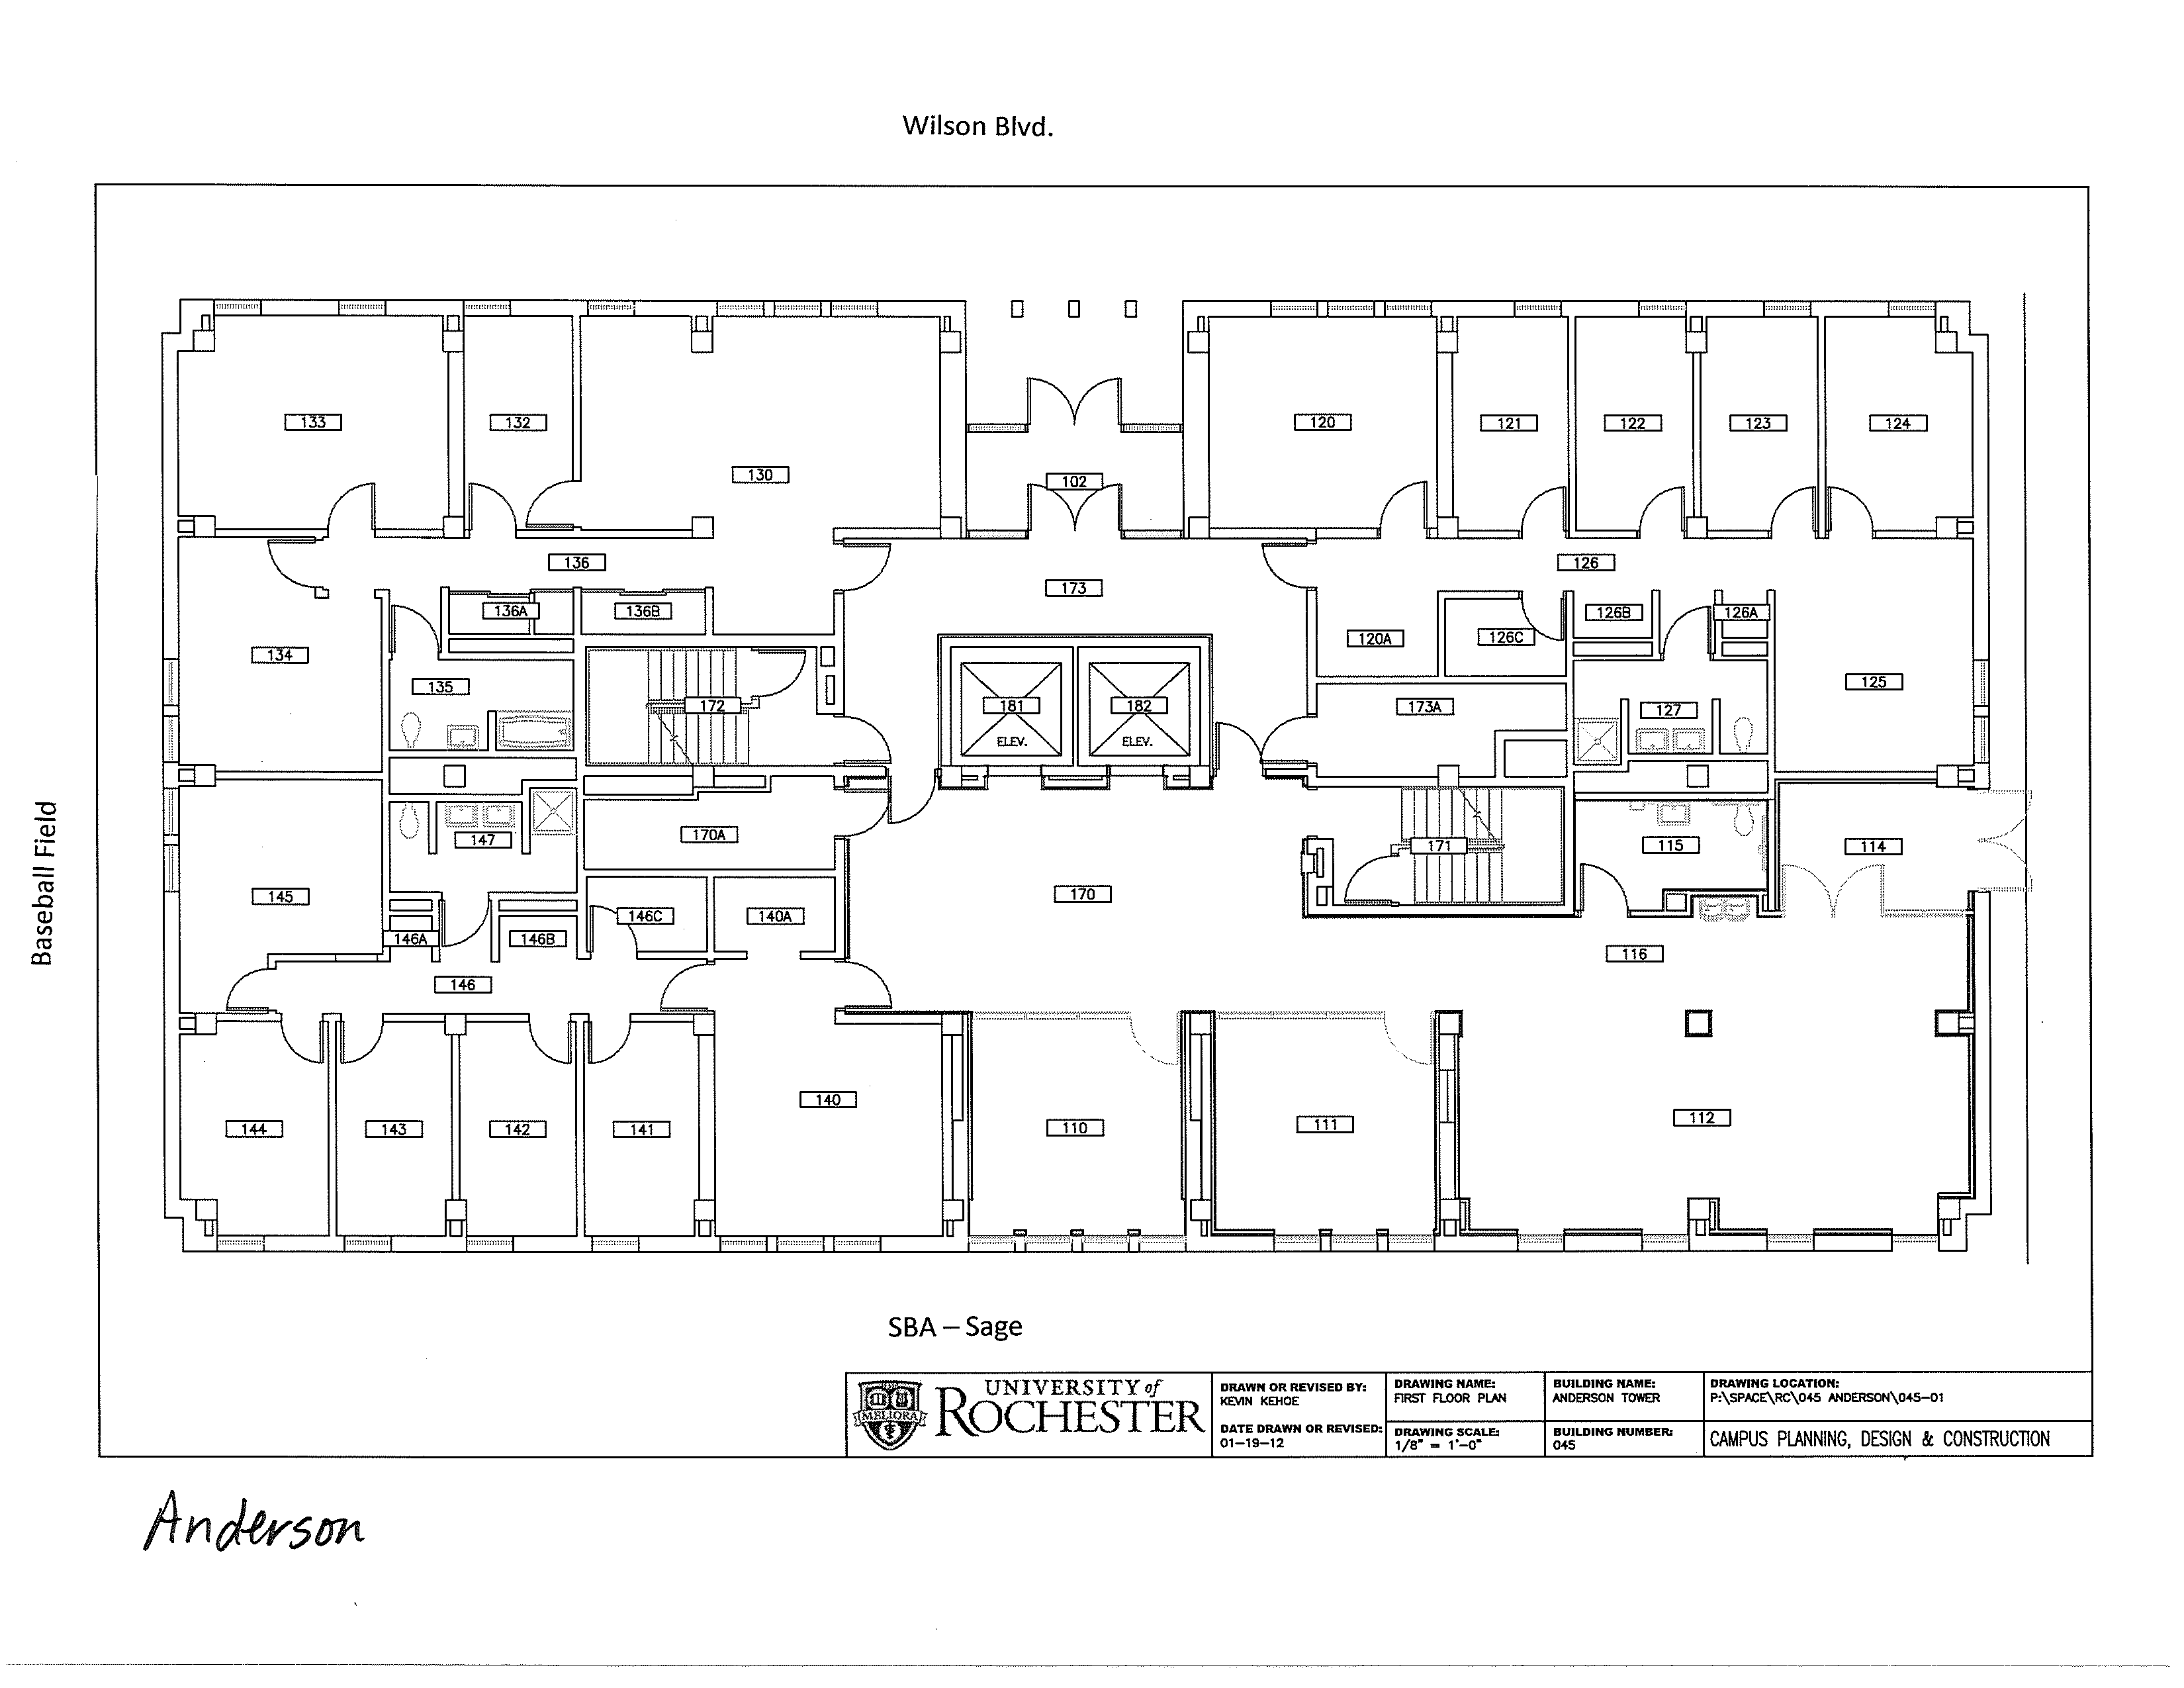 Wilson Blvd.
133
132
130
102
120
121
122
123
124
136
173
126
136A
136B
126B
126A
120A
126C
134
135
172
181
ELEV.
182
ELEV.
173A
127
125
Baseball Field
147
170A
171
115
114
145
146A
146B
146C
140A
170
116
146
144
143
142
141
140
110
111
112
SBA – Sage
MELIORA
UNIVERSITY of
ROCHESTER
DRAWN OR REVISED BY:
KEVIN KEHOE
DATE DRAWN OR REVISED:
01-19-12
DRAWING NAME:
FIRST FLOOR PLAN
DRAWING SCALE:
1/8" = 1'-0"
BUILDING NAME:
ANDERSON TOWER
BUILDING NUMBER:
045
DRAWING LOCATION:
P:\SPACE\RC\045 ANDERSON\045-01
CAMPUS PLANNING, DESIGN & CONSTRUCTION
Anderson